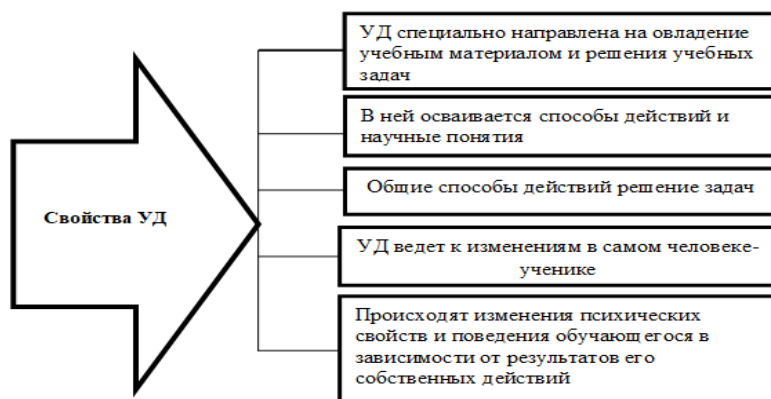 УД специально направлена на овладение
учебным материалом и решения учебных
задач
В ней осваивается способы действий и
научные понятия
Общие способы действий решение задач
Свойства УД
УД ведет к изменениям в самом человеке-
ученике
Происходят изменения психических
свойств и поведения обучающегося в
зависимости от результатов его
собственных действий